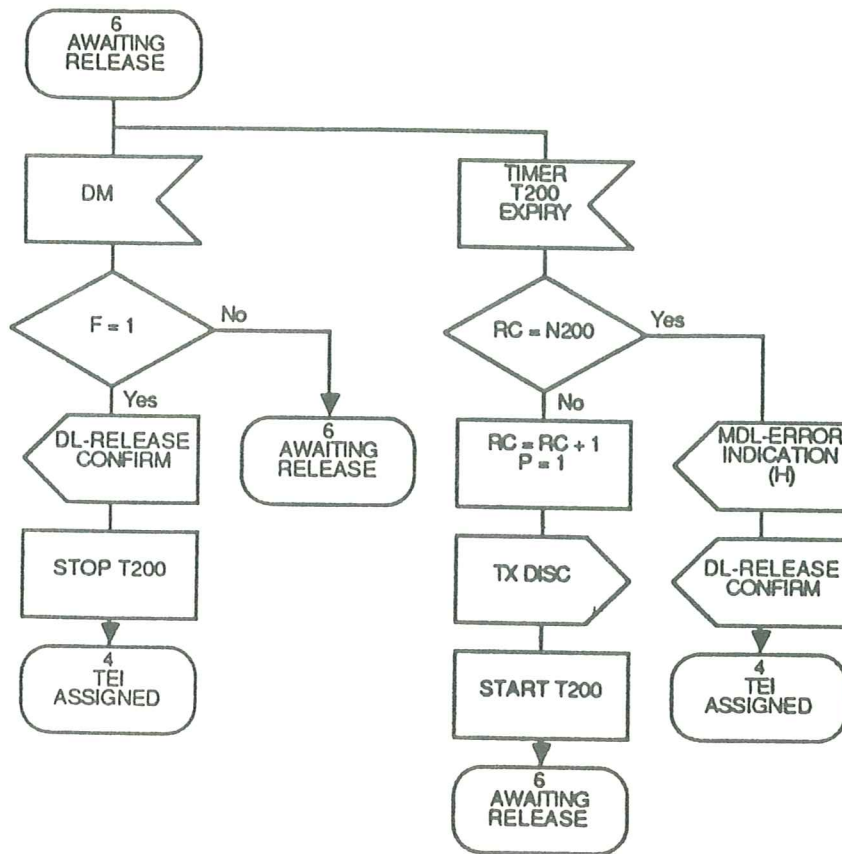 6
AWAITING
RELEASE
DM
TIMER
T200
EXPIRY
F = 1
No
RC = N200
Yes
Yes
No
DL-RELEASE
CONFIRM
6
AWAITING
RELEASE
RC = RC + 1
P = 1
MDL-ERROR
INDICATION
(H)
STOP T200
TX DISC
DL-RELEASE
CONFIRM
4
TEI
ASSIGNED
START T200
4
TEI
ASSIGNED
6
AWAITING
RELEASE